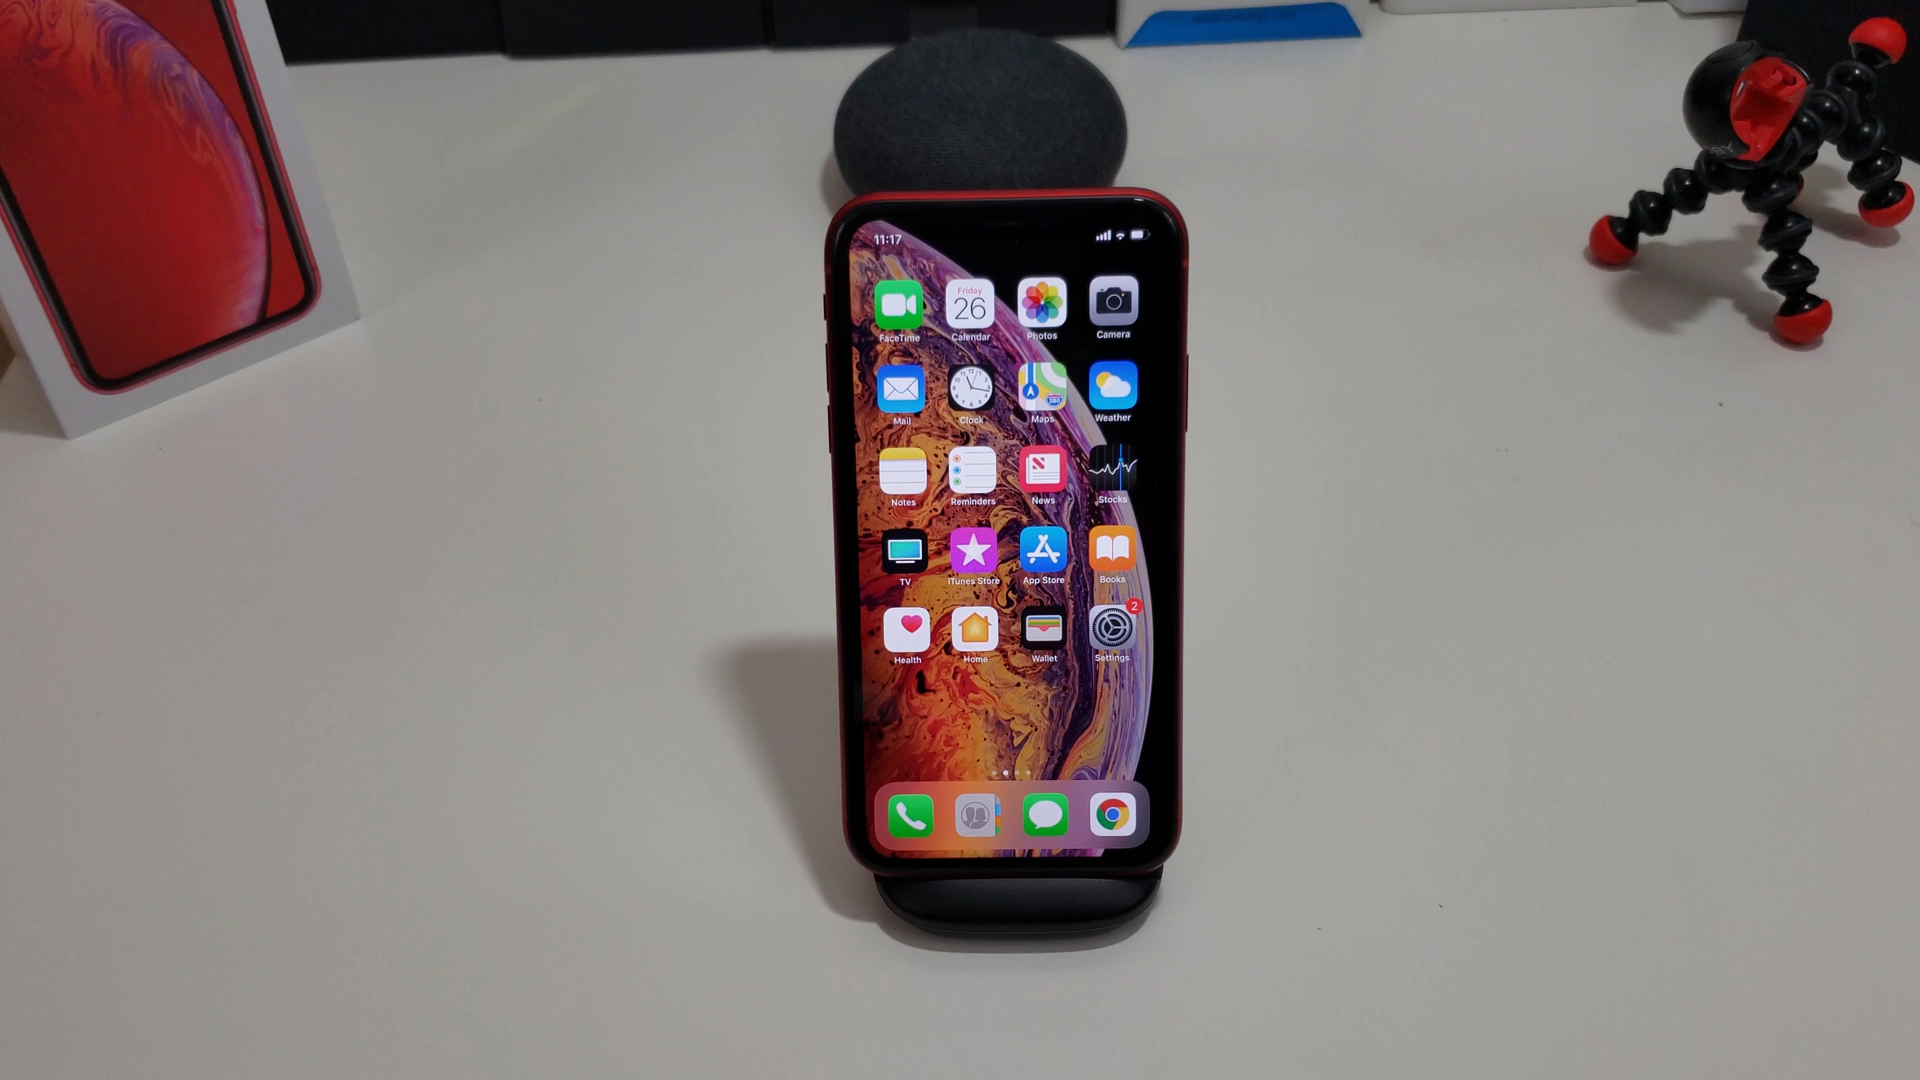 11:17
Friday
26
FaceTime
Calendar
Photos
Camera
Mail
Clock
280
Maps
Weather
Notes
Reminders
News
Stocks
TV
iTunes Store
App Store
Books
2
Health
Home
Wallet
Settings